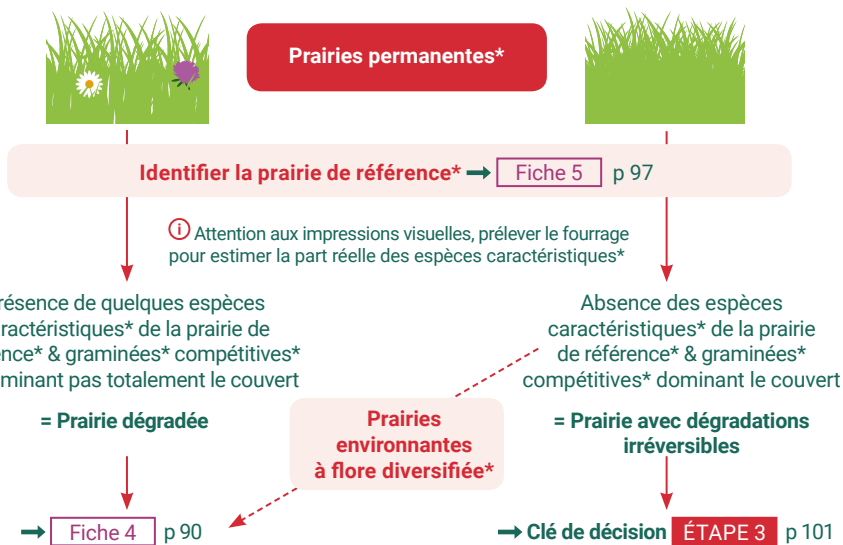 Prairies permanentes*
Identifier la prairie de référence* ➞ Fiche 5 p 97
i Attention aux impressions visuelles, prélever le fourrage
pour estimer la part réelle des espèces caractéristiques*
résence de quelques espèces
ractéristiques* de la prairie de
ence* & graminées* compétitives*
minant pas totalement le couvert
= Prairie dégradée
➞ Fiche 4 p 90
Prairies
environnantes
à flore diversifiée*
Absence des espèces
caractéristiques* de la prairie
de référence* & graminées*
compétitives* dominant le couvert
= Prairie avec dégradations
irréversibles
➞ Clé de décision ÉTAPE 3 p 101